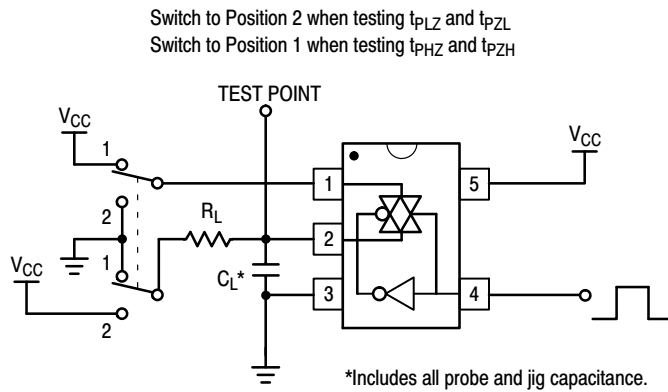 Switch to Position 2 when testing tPLZ and tPZL
Switch to Position 1 when testing tPHZ and tPZH
TEST POINT
VCC
VCC
1
1
5
2
RL
2
1
VCC
CL*
3
4
2
*Includes all probe and jig capacitance.